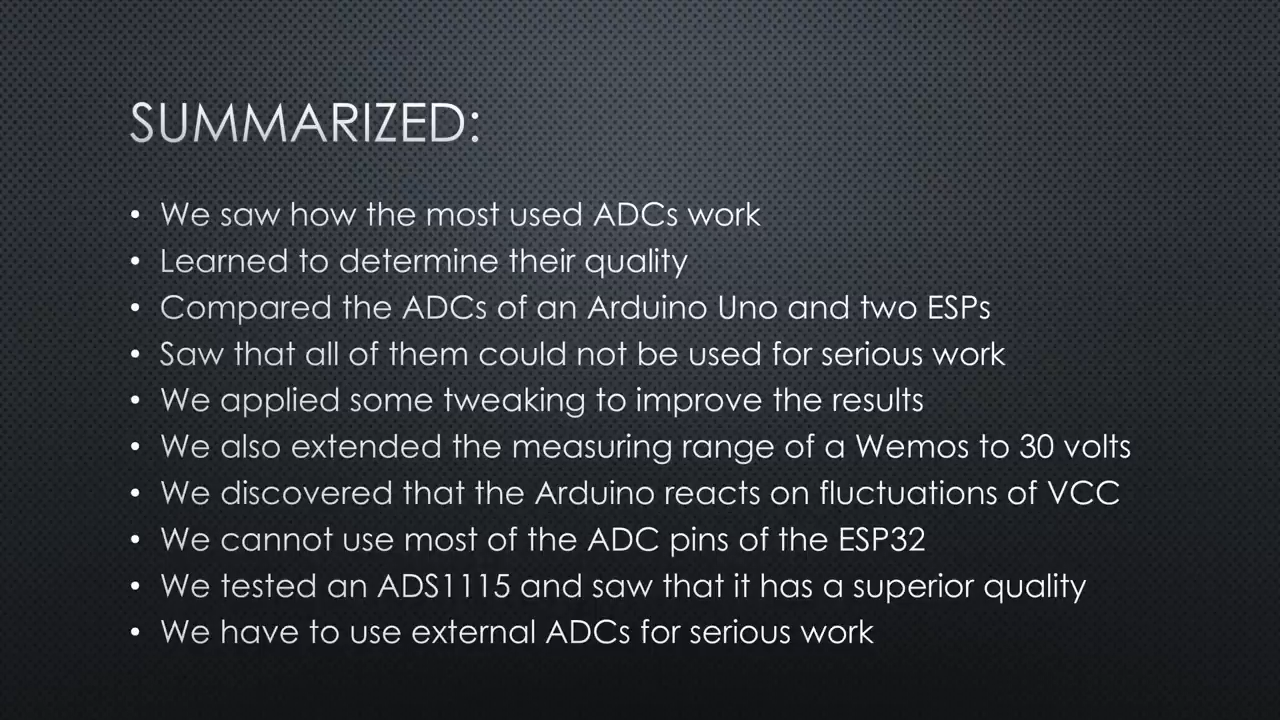 SUMMARIZED:
• We saw how the most used ADCs work
• Learned to determine their quality
• Compared the ADCs of an Arduino Uno and two ESPs
• Saw that all of them could not be used for serious work
• We applied some tweaking to improve the results
• We also extended the measuring range of a Wemos to 30 volts
• We discovered that the Arduino reacts on fluctuations of VCC
• We cannot use most of the ADC pins of the ESP32
• We tested an ADS1115 and saw that it has a superior quality
• We have to use external ADCs for serious work